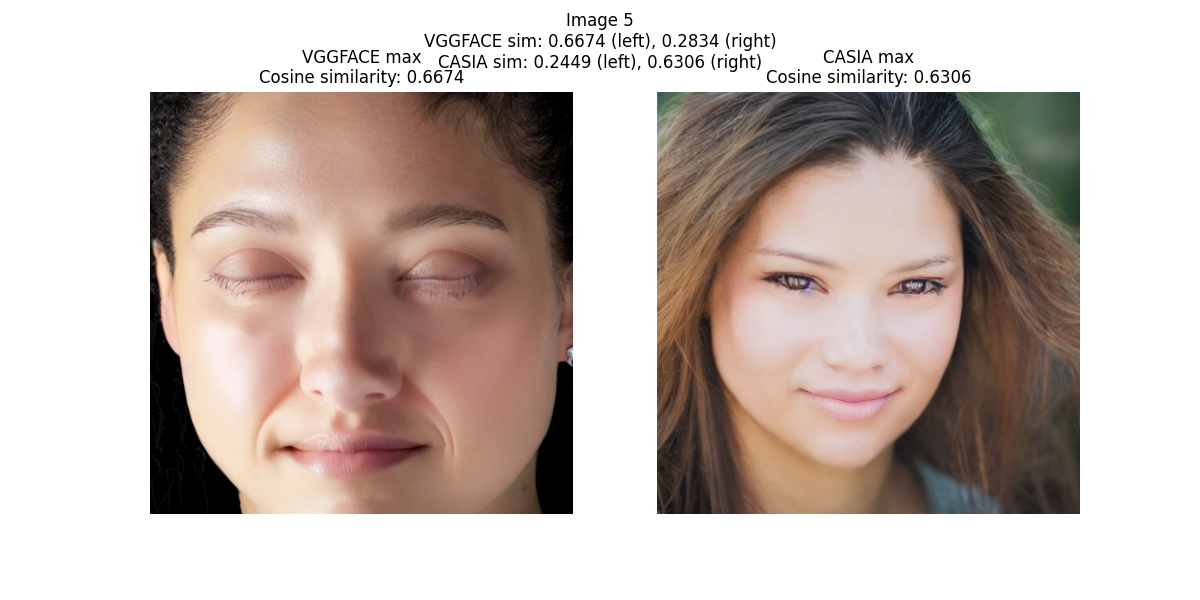 Image 5
VGGFACE sim: 0.6674 (left), 0.2834 (right)
CASIA sim: 0.2449 (left), 0.6306 (right)
VGGFACE max
Cosine similarity: 0.6674
CASIA max
Cosine similarity: 0.6306